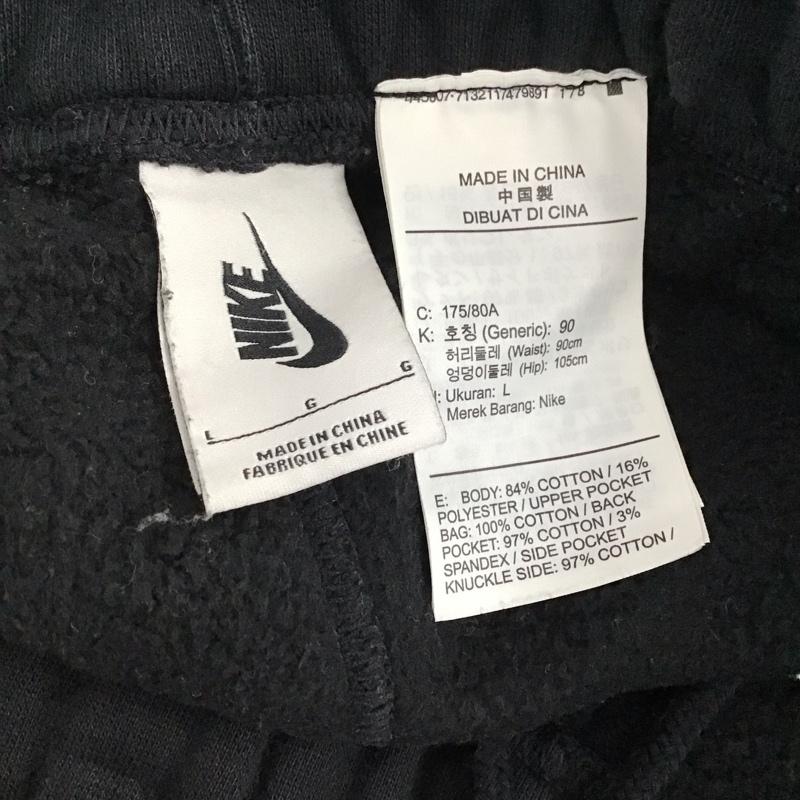 NIKE
L G G
MADE IN CHINA
FABRIQUE EN CHINE
MADE IN CHINA
中国製
DIBUAT DI CINA
C: 175/80A
K: 호칭 (Generic): 90
허리둘레 (Waist): 90cm
엉덩이둘레 (Hip): 105cm
I: Ukuran: L
Merek Barang: Nike
E: BODY: 84% COTTON / 16%
POLYESTER / UPPER POCKET
BAG: 100% COTTON / BACK
POCKET: 97% COTTON / 3%
SPANDEX / SIDE POCKET
KNUCKLE SIDE: 97% COTTON /